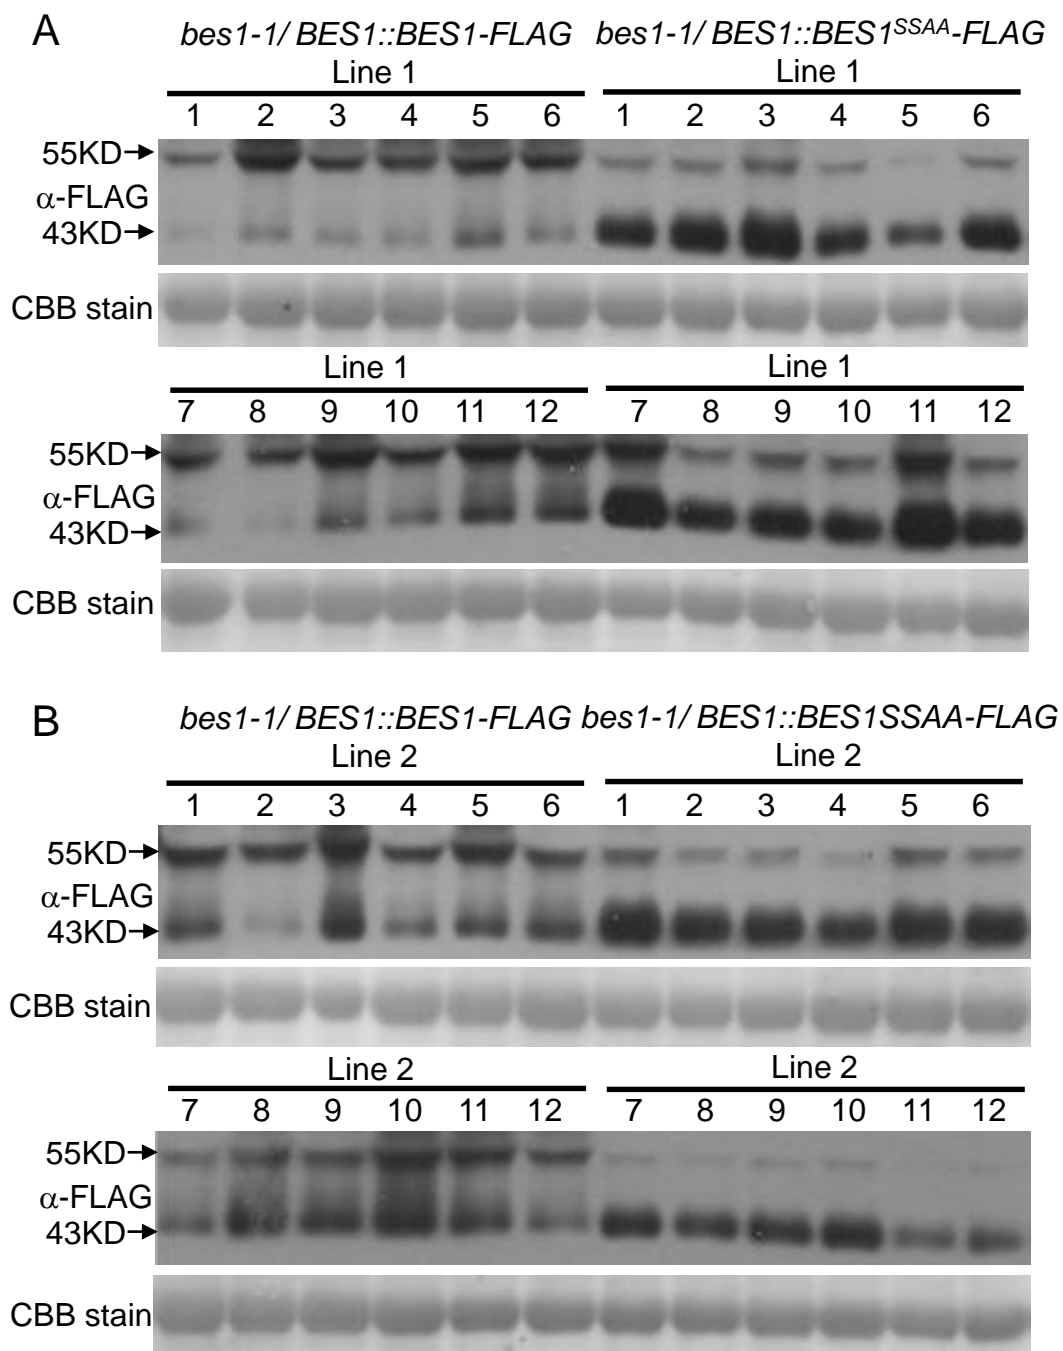 A
bes1-1/ BES1::BES1-FLAG bes1-1/ BES1::BES1SSAA-FLAG
Line 1 Line 1
1 2 3 4 5 6 1 2 3 4 5 6
55KD
α-FLAG
43KD
CBB stain
Line 1 Line 1
7 8 9 10 11 12 7 8 9 10 11 12
55KD
α-FLAG
43KD
CBB stain
B
bes1-1/ BES1::BES1-FLAG bes1-1/ BES1::BES1SSAA-FLAG
Line 2 Line 2
1 2 3 4 5 6 1 2 3 4 5 6
55KD
α-FLAG
43KD
CBB stain
Line 2 Line 2
7 8 9 10 11 12 7 8 9 10 11 12
55KD
α-FLAG
43KD
CBB stain